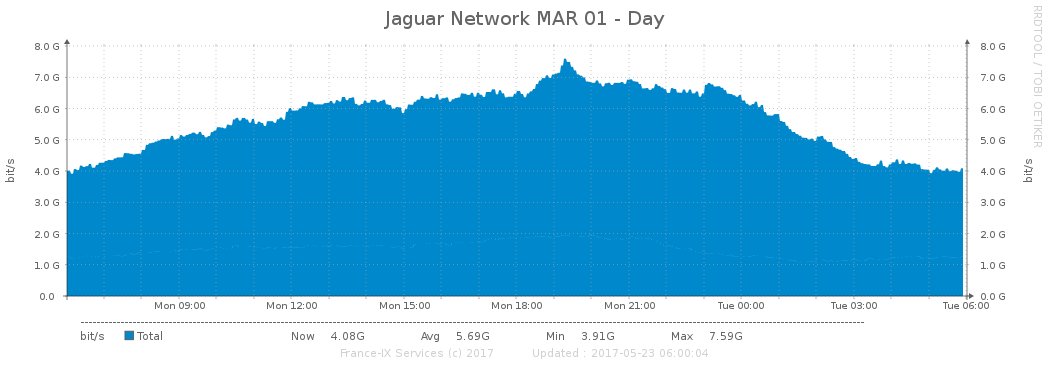 Jaguar Network MAR 01 - Day
RRDTOOL / TOBI OETIKER
8.0 G 8.0 G
7.0 G 7.0 G
6.0 G 6.0 G
5.0 G 5.0 G
4.0 G 4.0 G
3.0 G 3.0 G
2.0 G 2.0 G
1.0 G 1.0 G
0.0 0.0 G
bit/s
bit/s
Mon 09:00 Mon 12:00 Mon 15:00 Mon 18:00 Mon 21:00 Tue 00:00 Tue 03:00 Tue 06:00
bit/s Total Now 4.08G Avg 5.69G Min 3.91G Max 7.59G
France-IX Services (c) 2017 Updated : 2017-05-23 06:00:04